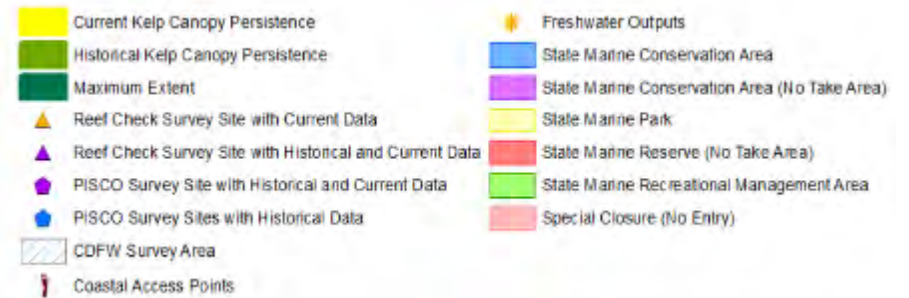 Current Kelp Canopy Persistence
Historical Kelp Canopy Persistence
Maximum Extent
Reef Check Survey Site with Current Data
Reef Check Survey Site with Historical and Current Data
PISCO Survey Site with Historical and Current Data
PISCO Survey Sites with Historical Data
CDFW Survey Area
Coastal Access Points
Freshwater Outputs
State Marine Conservation Area
State Marine Conservation Area (No Take Area)
State Marine Park
State Marine Reserve (No Take Area)
State Marine Recreational Management Area
Special Closure (No Entry)